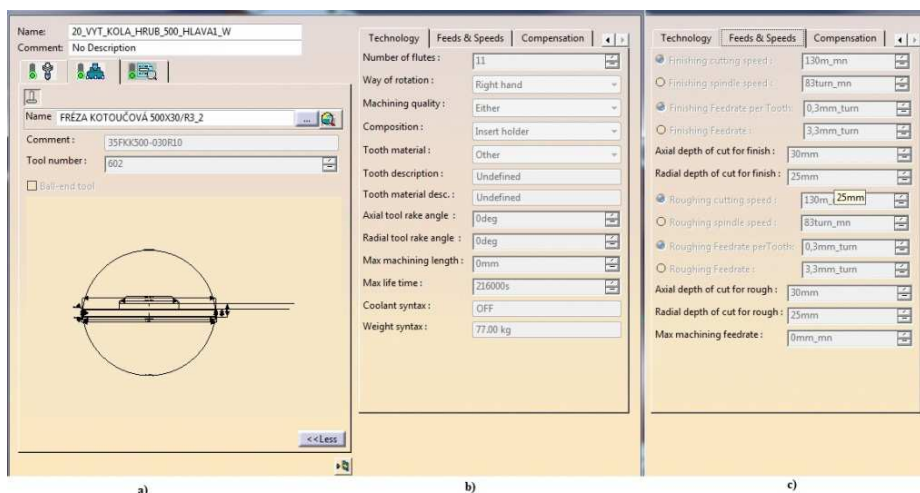 Name: 20_VYT_KOLA_HRUB_500_HLAVA1_W
Comment: No Description
Name FRÉZA KOTOUČOVÁ 500X30/R3_2 ...
Comment : 35FKK500-030R10
Tool number : 602
Ball-end tool
<<Less
a)
Technology Feeds & Speeds Compensation
Number of flutes : 11
Way of rotation : Right hand
Machining quality : Either
Composition : Insert holder
Tooth material : Other
Tooth description : Undefined
Tooth material desc. : Undefined
Axial tool rake angle : 0deg
Radial tool rake angle : 0deg
Max machining length : 0mm
Max life time : 216000s
Coolant syntax : OFF
Weight syntax : 77.00 kg
b)
Technology Feeds & Speeds Compensation
Finishing cutting speed : 130m_mn
Finishing spindle speed : 83turn_mn
Finishing Feedrate per Tooth: 0,3mm_turn
Finishing Feedrate : 3,3mm_turn
Axial depth of cut for finish : 30mm
Radial depth of cut for finish : 25mm
Roughing cutting speed : 130m_ 25mm
Roughing spindle speed : 83turn_mn
Roughing Feedrate perTooth: 0,3mm_turn
Roughing Feedrate : 3,3mm_turn
Axial depth of cut for rough : 30mm
Radial depth of cut for rough : 25mm
Max machining feedrate : 0mm_mn
c)